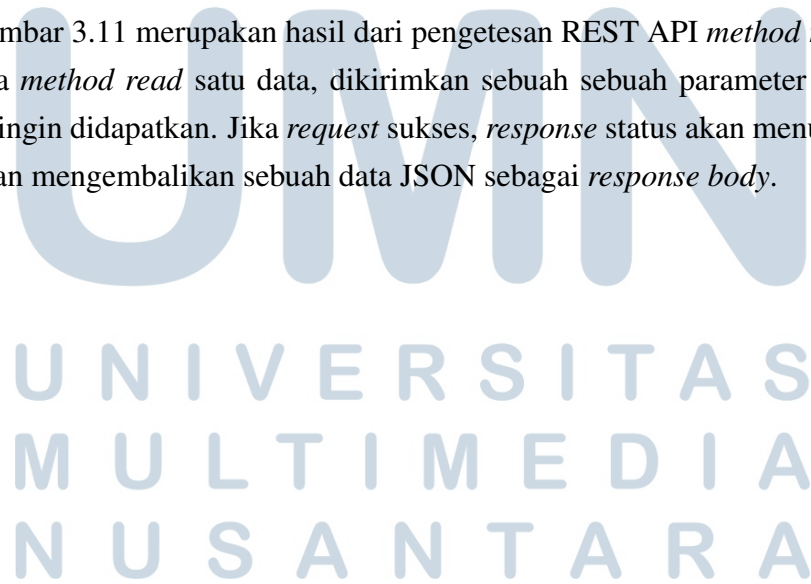 mbar 3.11 merupakan hasil dari pengetesan REST API method
a method read satu data, dikirimkan sebuah sebuah parameter
ingin didapatkan. Jika request sukses, response status akan menu
an mengembalikan sebuah data JSON sebagai response body.
UMN
UNIVERSITAS
MULTIMEDIA
NUSANTARA